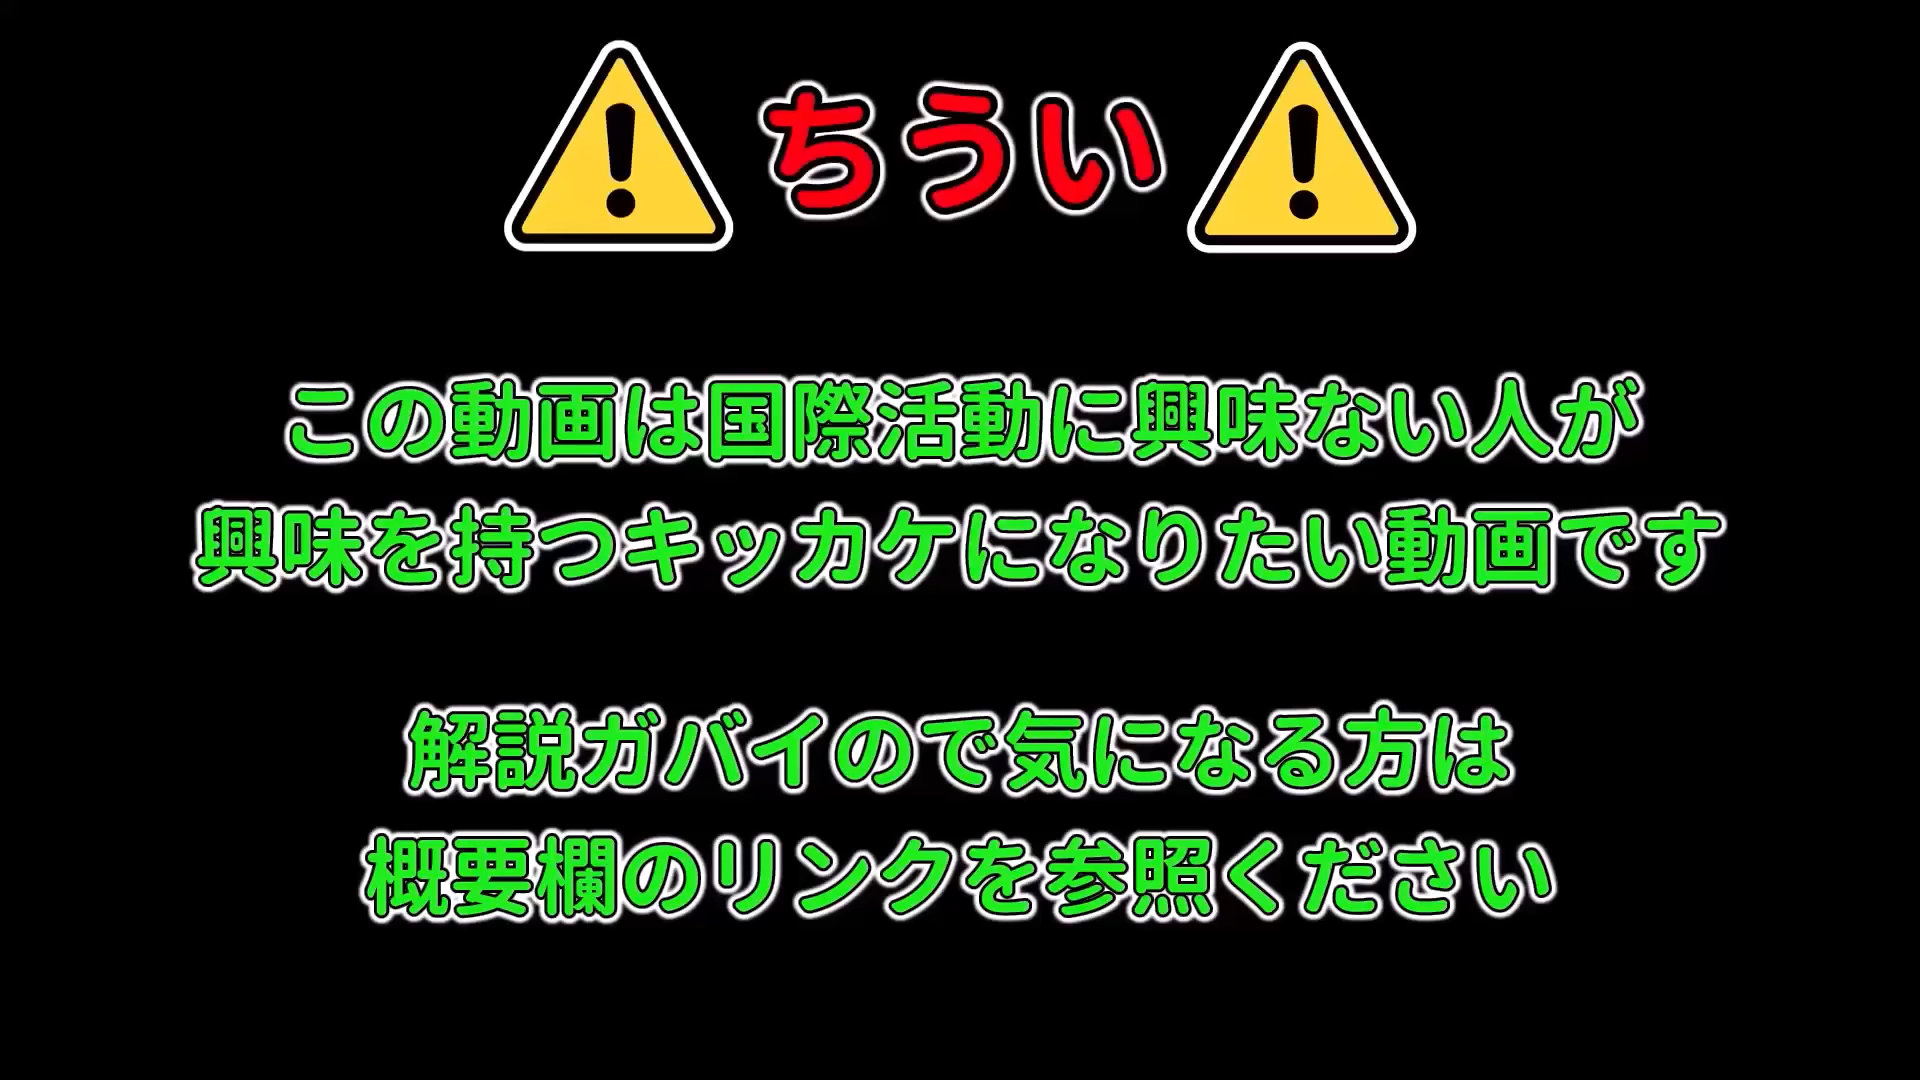 ちうい
この動画は国際活動に興味ない人が
興味を持つキッカケになりたい動画です
解説ガバイので気になる方は
概要欄のリンクを参照ください